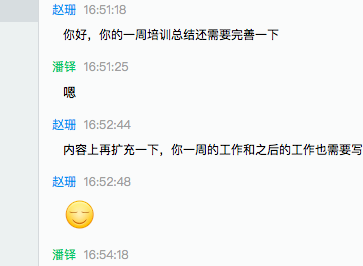 赵珊 16:51:18
你好，你的一周培训总结还需要完善一下
潘铎 16:51:25
嗯
赵珊 16:52:44
内容上再扩充一下，你一周的工作和之后的工作也需要写
赵珊 16:52:48
潘铎 16:54:18